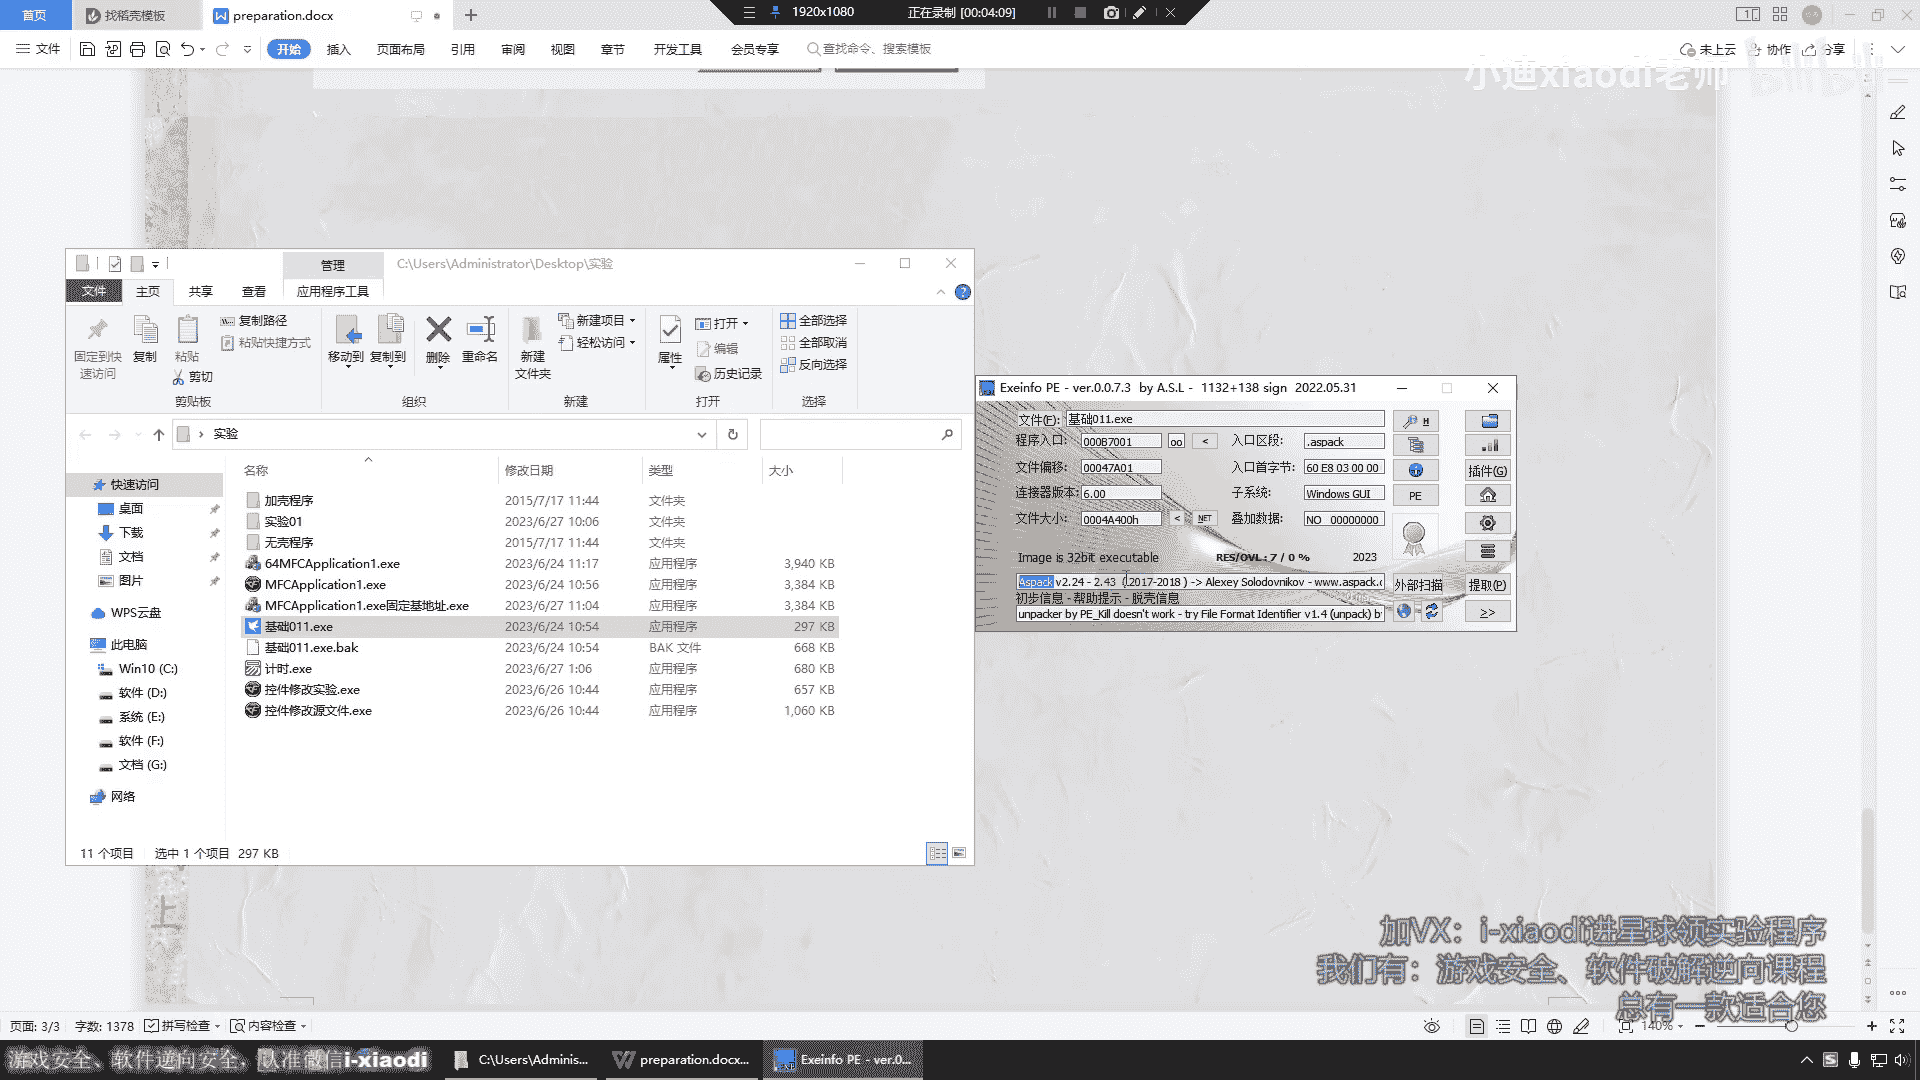 首页
找稻壳模板
preparation.docx
1920x1080
正在录制 [00:04:09]
文件
开始
插入
页面布局
引用
审阅
视图
章节
开发工具
会员专享
查找命令、搜索模板
未上云
协作
分享
小迪xiaodi老师
bilibili
管理
C:\Users\Administrator\Desktop\实验
文件
主页
共享
查看
应用程序工具
固定到快
速访问
复制
粘贴
复制路径
粘贴快捷方式
剪切
剪贴板
移动到
复制到
删除
重命名
组织
新建
文件夹
新建项目
轻松访问
新建
属性
打开
编辑
历史记录
打开
全部选择
全部取消
反向选择
选择
实验
快速访问
桌面
下载
文档
图片
WPS云盘
此电脑
Win10 (C:)
软件 (D:)
系统 (E:)
软件 (F:)
文档 (G:)
网络
名称 修改日期 类型 大小
加壳程序 2015/7/17 11:44 文件夹
实验01 2023/6/27 10:06 文件夹
无壳程序 2015/7/17 11:44 文件夹
64MFCApplication1.exe 2023/6/24 11:17 应用程序 3,940 KB
MFCApplication1.exe 2023/6/24 10:56 应用程序 3,384 KB
MFCApplication1.exe固定基地址.exe 2023/6/27 11:04 应用程序 3,384 KB
基础011.exe 2023/6/24 10:54 应用程序 297 KB
基础011.exe.bak 2023/6/24 10:54 BAK 文件 668 KB
计时.exe 2023/6/27 1:06 应用程序 680 KB
控件修改实验.exe 2023/6/26 10:44 应用程序 657 KB
控件修改源文件.exe 2023/6/26 10:44 应用程序 1,060 KB
11 个项目 选中 1 个项目 297 KB
Exeinfo PE - ver.0.0.7.3 by A.S.L - 1132+138 sign 2022.05.31
文件(F): 基础011.exe
H
程序入口: 000B7001 oo < 入口区段: .aspack
文件偏移: 00047A01 入口首字节: 60 E8 03 00 00 插件(G)
连接器版本: 6.00 子系统: Windows GUI PE
文件大小: 0004A400h < NET 叠加数据: NO 00000000
Image is 32bit executable RES/OVL : 7 / 0 % 2023
Aspack v2.24 - 2.43 ( 2017-2018 ) -> Alexey Solodovnikov - www.aspack.c 外部扫描 提取(P)
初步信息 - 帮助提示 - 脱壳信息
unpacker by PE_Kill doesn't work - try File Format Identifier v1.4 (unpack) b >>
上
加VX：i-xiaodi进星球领实验程序
我们有：游戏安全、软件破解逆向课程
总有一款适合您
页面: 3/3 字数: 1378 拼写检查 内容检查 140%
游戏安全、软件逆向安全，认准微信i-xiaodi
C:\Users\Adminis...
preparation.docx...
Exeinfo PE - ver.0...